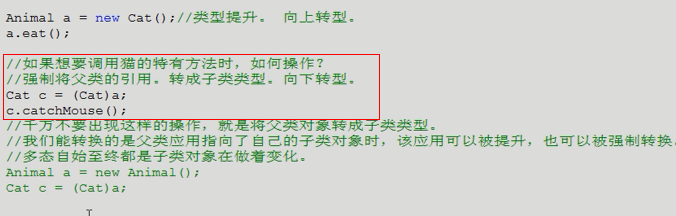 Animal a = new Cat();//类型提升。 向上转型。
a.eat();
//如果想要调用猫的特有方法时，如何操作？
//强制将父类的引用。转成子类类型。向下转型。
Cat c = (Cat)a;
c.catchMouse();
//千万不要出现这样的操作，就是将父类对象转成子类类型。
//我们能转换的是父类应用指向了自己的子类对象时，该应用可以被提升，也可以被强制转换。
//多态自始至终都是子类对象在做着变化。
Animal a = new Animal();
Cat c = (Cat)a;